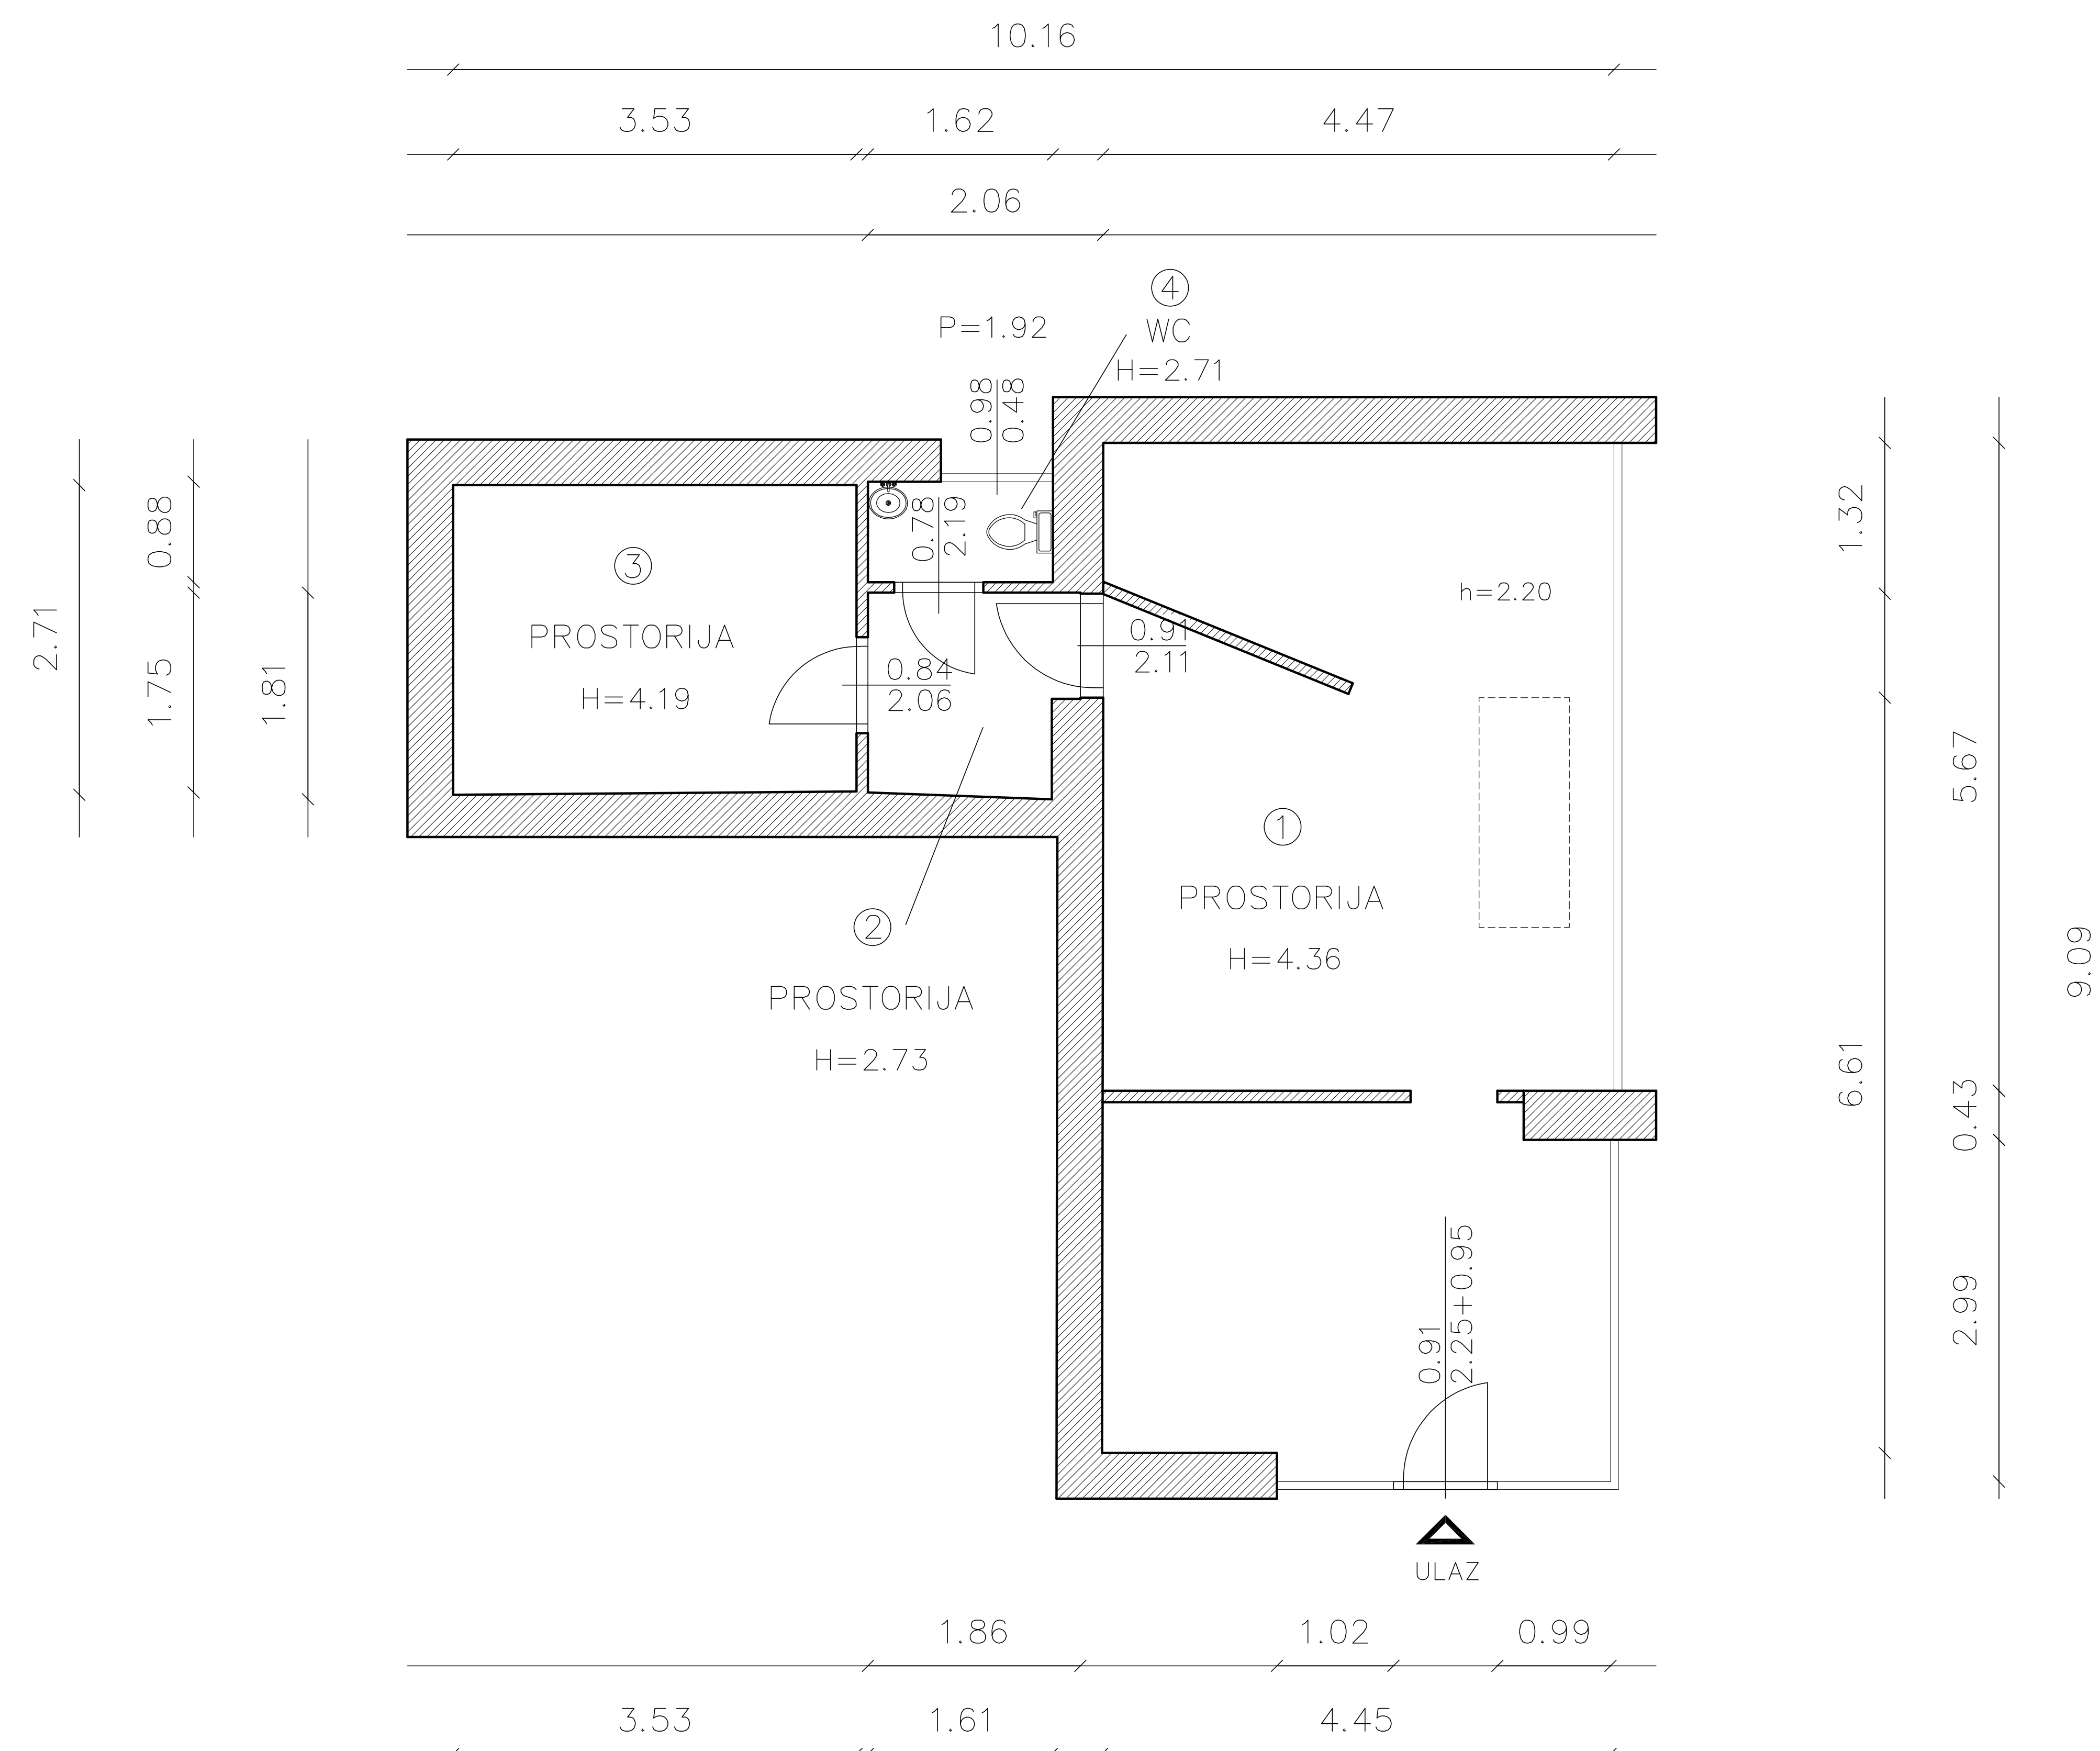 10.16
3.53 1.62 4.47
2.06
4
P=1.92 WC
H=2.71
0.98
0.48
0.88
0.78
2.19
1.32
3
h=2.20
PROSTORIJA
0.91
2.11
2.71
1.75
1.81
H=4.19
0.84
2.06
5.67
1
PROSTORIJA
H=4.36
2
PROSTORIJA
H=2.73
9.09
6.61
0.43
2.99
0.91
2.25+0.95
ULAZ
1.86 1.02 0.99
3.53 1.61 4.45